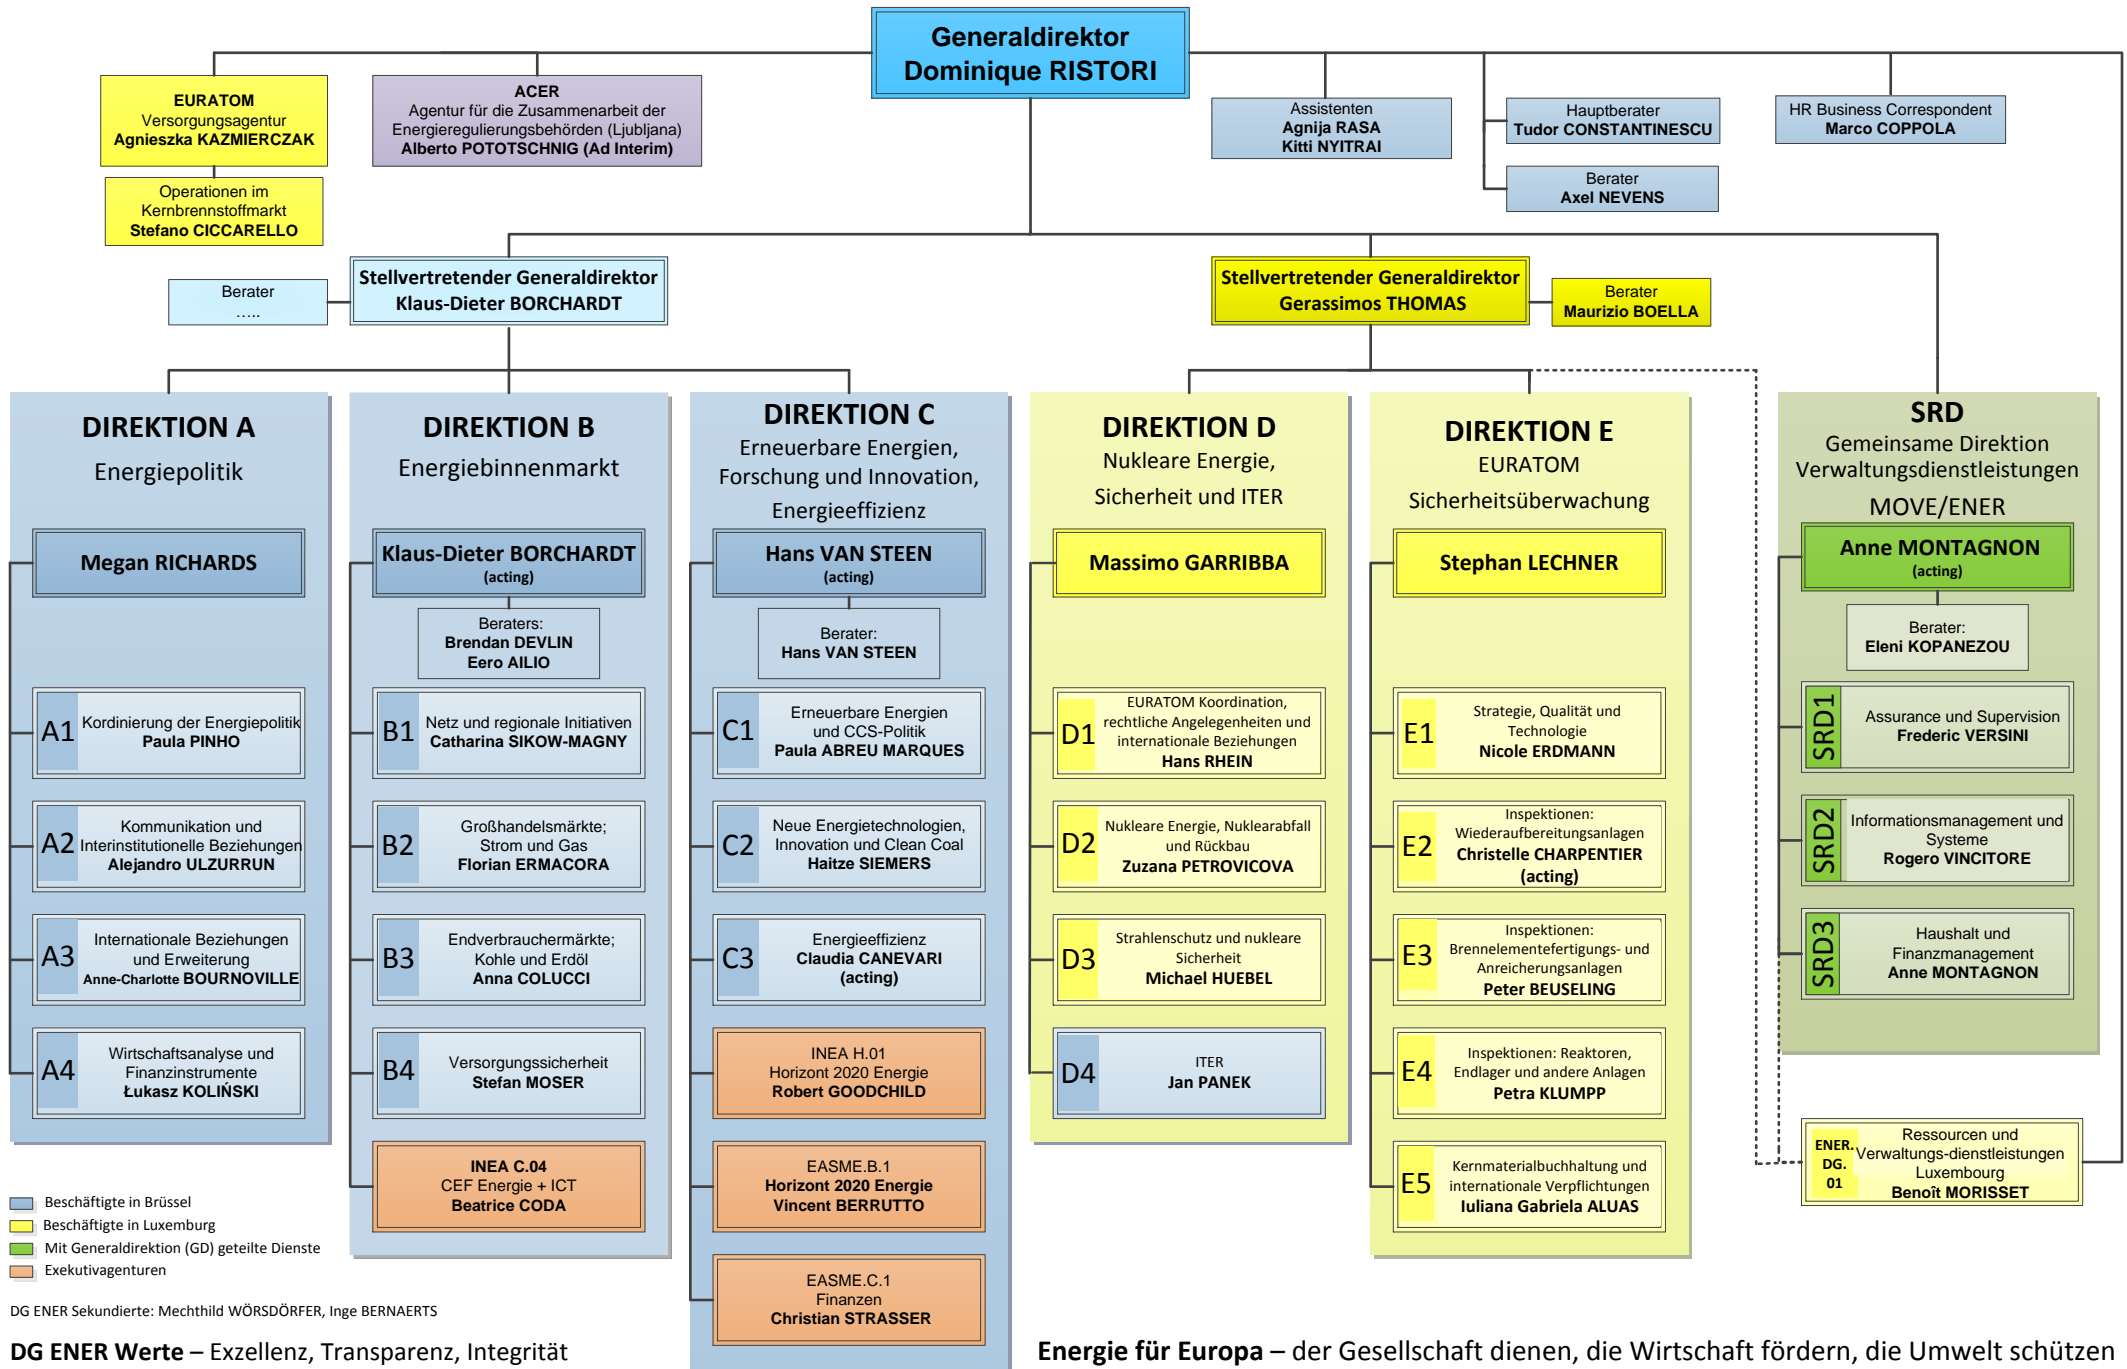 Generaldirektor
Dominique RISTORI
EURATOM
Versorgungsagentur
Agnieszka KAZMIERCZAK
Operationen im
Kernbrennstoffmarkt
Stefano CICCARELLO
ACER
Agentur für die Zusammenarbeit der
Energieregulierungsbehörden (Ljubljana)
Alberto POTOTSCHNIG (Ad Interim)
Assistenten
Agnija RASA
Kitti NYITRAI
Hauptberater
Tudor CONSTANTINESCU
Berater
Axel NEVENS
HR Business Correspondent
Marco COPPOLA
Berater
.....
Stellvertretender Generaldirektor
Klaus-Dieter BORCHARDT
Stellvertretender Generaldirektor
Gerassimos THOMAS
Berater
Maurizio BOELLA
DIREKTION A
Energiepolitik
Megan RICHARDS
A1
Kordinierung der Energiepolitik
Paula PINHO
A2
Kommunikation und
Interinstitutionelle Beziehungen
Alejandro ULZURRUN
A3
Internationale Beziehungen
und Erweiterung
Anne-Charlotte BOURNOVILLE
A4
Wirtschaftsanalyse und
Finanzinstrumente
Łukasz KOLIŃSKI
DIREKTION B
Energiebinnenmarkt
Klaus-Dieter BORCHARDT
(acting)
Beraters:
Brendan DEVLIN
Eero AILIO
B1
Netz und regionale Initiativen
Catharina SIKOW-MAGNY
B2
Großhandelsmärkte;
Strom und Gas
Florian ERMACORA
B3
Endverbrauchermärkte;
Kohle und Erdöl
Anna COLUCCI
B4
Versorgungssicherheit
Stefan MOSER
INEA C.04
CEF Energie + ICT
Beatrice CODA
DIREKTION C
Erneuerbare Energien,
Forschung und Innovation,
Energieeffizienz
Hans VAN STEEN
(acting)
Berater:
Hans VAN STEEN
C1
Erneuerbare Energien
und CCS-Politik
Paula ABREU MARQUES
C2
Neue Energietechnologien,
Innovation und Clean Coal
Haitze SIEMERS
C3
Energieeffizienz
Claudia CANEVARI
(acting)
INEA H.01
Horizont 2020 Energie
Robert GOODCHILD
EASME.B.1
Horizont 2020 Energie
Vincent BERRUTTO
EASME.C.1
Finanzen
Christian STRASSER
DIREKTION D
Nukleare Energie,
Sicherheit und ITER
Massimo GARRIBBA
D1
EURATOM Koordination,
rechtliche Angelegenheiten und
internationale Beziehungen
Hans RHEIN
D2
Nukleare Energie, Nuklearabfall
und Rückbau
Zuzana PETROVICOVA
D3
Strahlenschutz und nukleare
Sicherheit
Michael HUEBEL
D4
ITER
Jan PANEK
DIREKTION E
EURATOM
Sicherheitsüberwachung
Stephan LECHNER
E1
Strategie, Qualität und
Technologie
Nicole ERDMANN
E2
Inspektionen:
Wiederaufbereitungsanlagen
Christelle CHARPENTIER
(acting)
E3
Inspektionen:
Brennelementefertigungs- und
Anreicherungsanlagen
Peter BEUSELING
E4
Inspektionen: Reaktoren,
Endlager und andere Anlagen
Petra KLUMPP
E5
Kernmaterialbuchhaltung und
internationale Verpflichtungen
Iuliana Gabriela ALUAS
SRD
Gemeinsame Direktion
Verwaltungsdienstleistungen
MOVE/ENER
Anne MONTAGNON
(acting)
Berater:
Eleni KOPANEZOU
SRD1
Assurance und Supervision
Frederic VERSINI
SRD2
Informationsmanagement und
Systeme
Rogero VINCITORE
SRD3
Haushalt und
Finanzmanagement
Anne MONTAGNON
ENER.
DG.
01
Ressourcen und
Verwaltungs-dienstleistungen
Luxembourg
Benoît MORISSET
Beschäftigte in Brüssel
Beschäftigte in Luxemburg
Mit Generaldirektion (GD) geteilte Dienste
Exekutivagenturen
DG ENER Sekundierte: Mechthild WÖRSDÖRFER, Inge BERNAERTS
DG ENER Werte – Exzellenz, Transparenz, Integrität
Energie für Europa – der Gesellschaft dienen, die Wirtschaft fördern, die Umwelt schützen